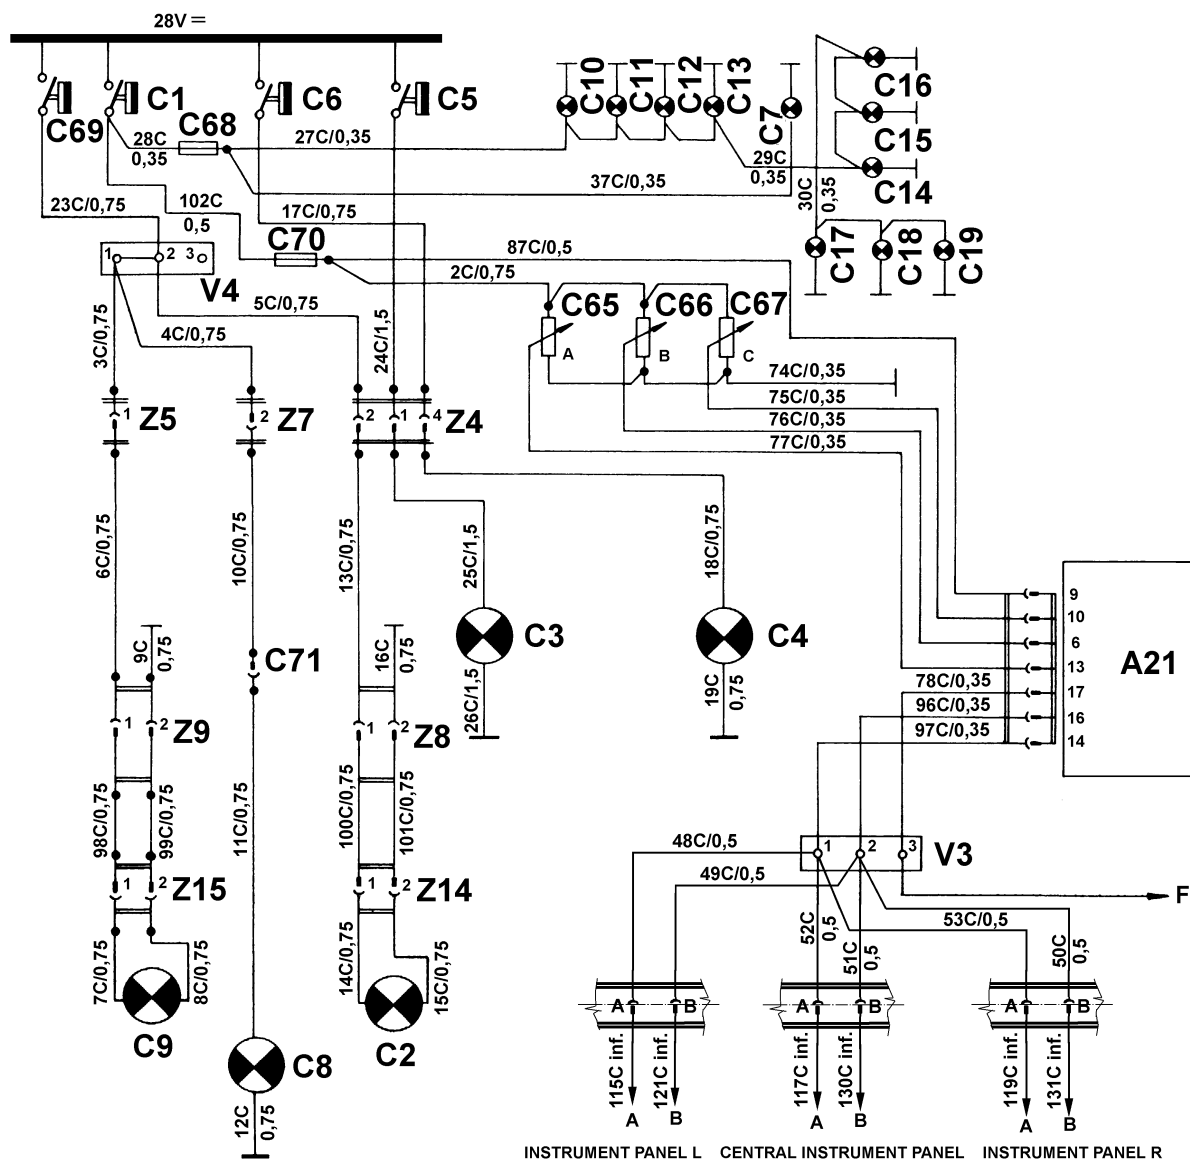 28V =
C69
C1
C6
C5
C68
28C
0,35
27C/0,35
37C/0,35
C10
C11
C12
C13
C7
29C
0,35
30C
0,35
C16
C15
C14
C17
C18
C19
23C/0,75
102C
0,5
17C/0,75
C70
87C/0,5
2C/0,75
1 2 3
V4
5C/0,75
3C/0,75
4C/0,75
24C/1,5
C65
C66
C67
A
B
C
74C/0,35
75C/0,35
76C/0,35
77C/0,35
1
Z5
2
Z7
2 1 4
Z4
6C/0,75
10C/0,75
13C/0,75
25C/1,5
18C/0,75
C3
C4
26C/1,5
19C
0,75
9C
0,75
C71
16C
0,75
1 2
Z9
1 2
Z8
98C/0,75
99C/0,75
11C/0,75
100C/0,75
101C/0,75
1 2
Z15
1 2
Z14
7C/0,75
8C/0,75
C9
14C/0,75
15C/0,75
C2
C8
12C
0,75
9
10
6
13
17
16
14
A21
78C/0,35
96C/0,35
97C/0,35
1 2 3
V3
F
48C/0,5
49C/0,5
52C
0,5
51C
0,5
53C/0,5
50C
0,5
A B
A B
A B
115C inf.
121C inf.
117C inf.
130C inf.
119C inf.
131C inf.
A B
A B
A B
INSTRUMENT PANEL L
CENTRAL INSTRUMENT PANEL
INSTRUMENT PANEL R